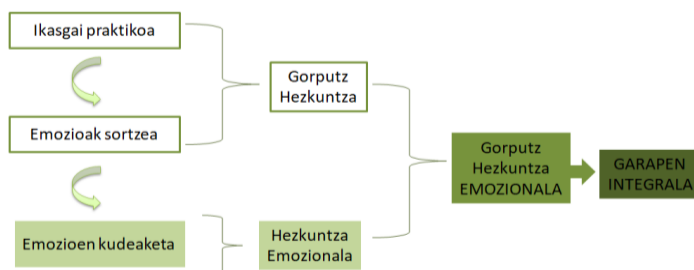 Ikasgai praktikoa
Emozioak sortzea
Emozioen kudeaketa
Gorputz
Hezkuntza
Hezkuntza
Emozionala
Gorputz
Hezkuntza
EMOZIONALA
GARAPEN
INTEGRALA